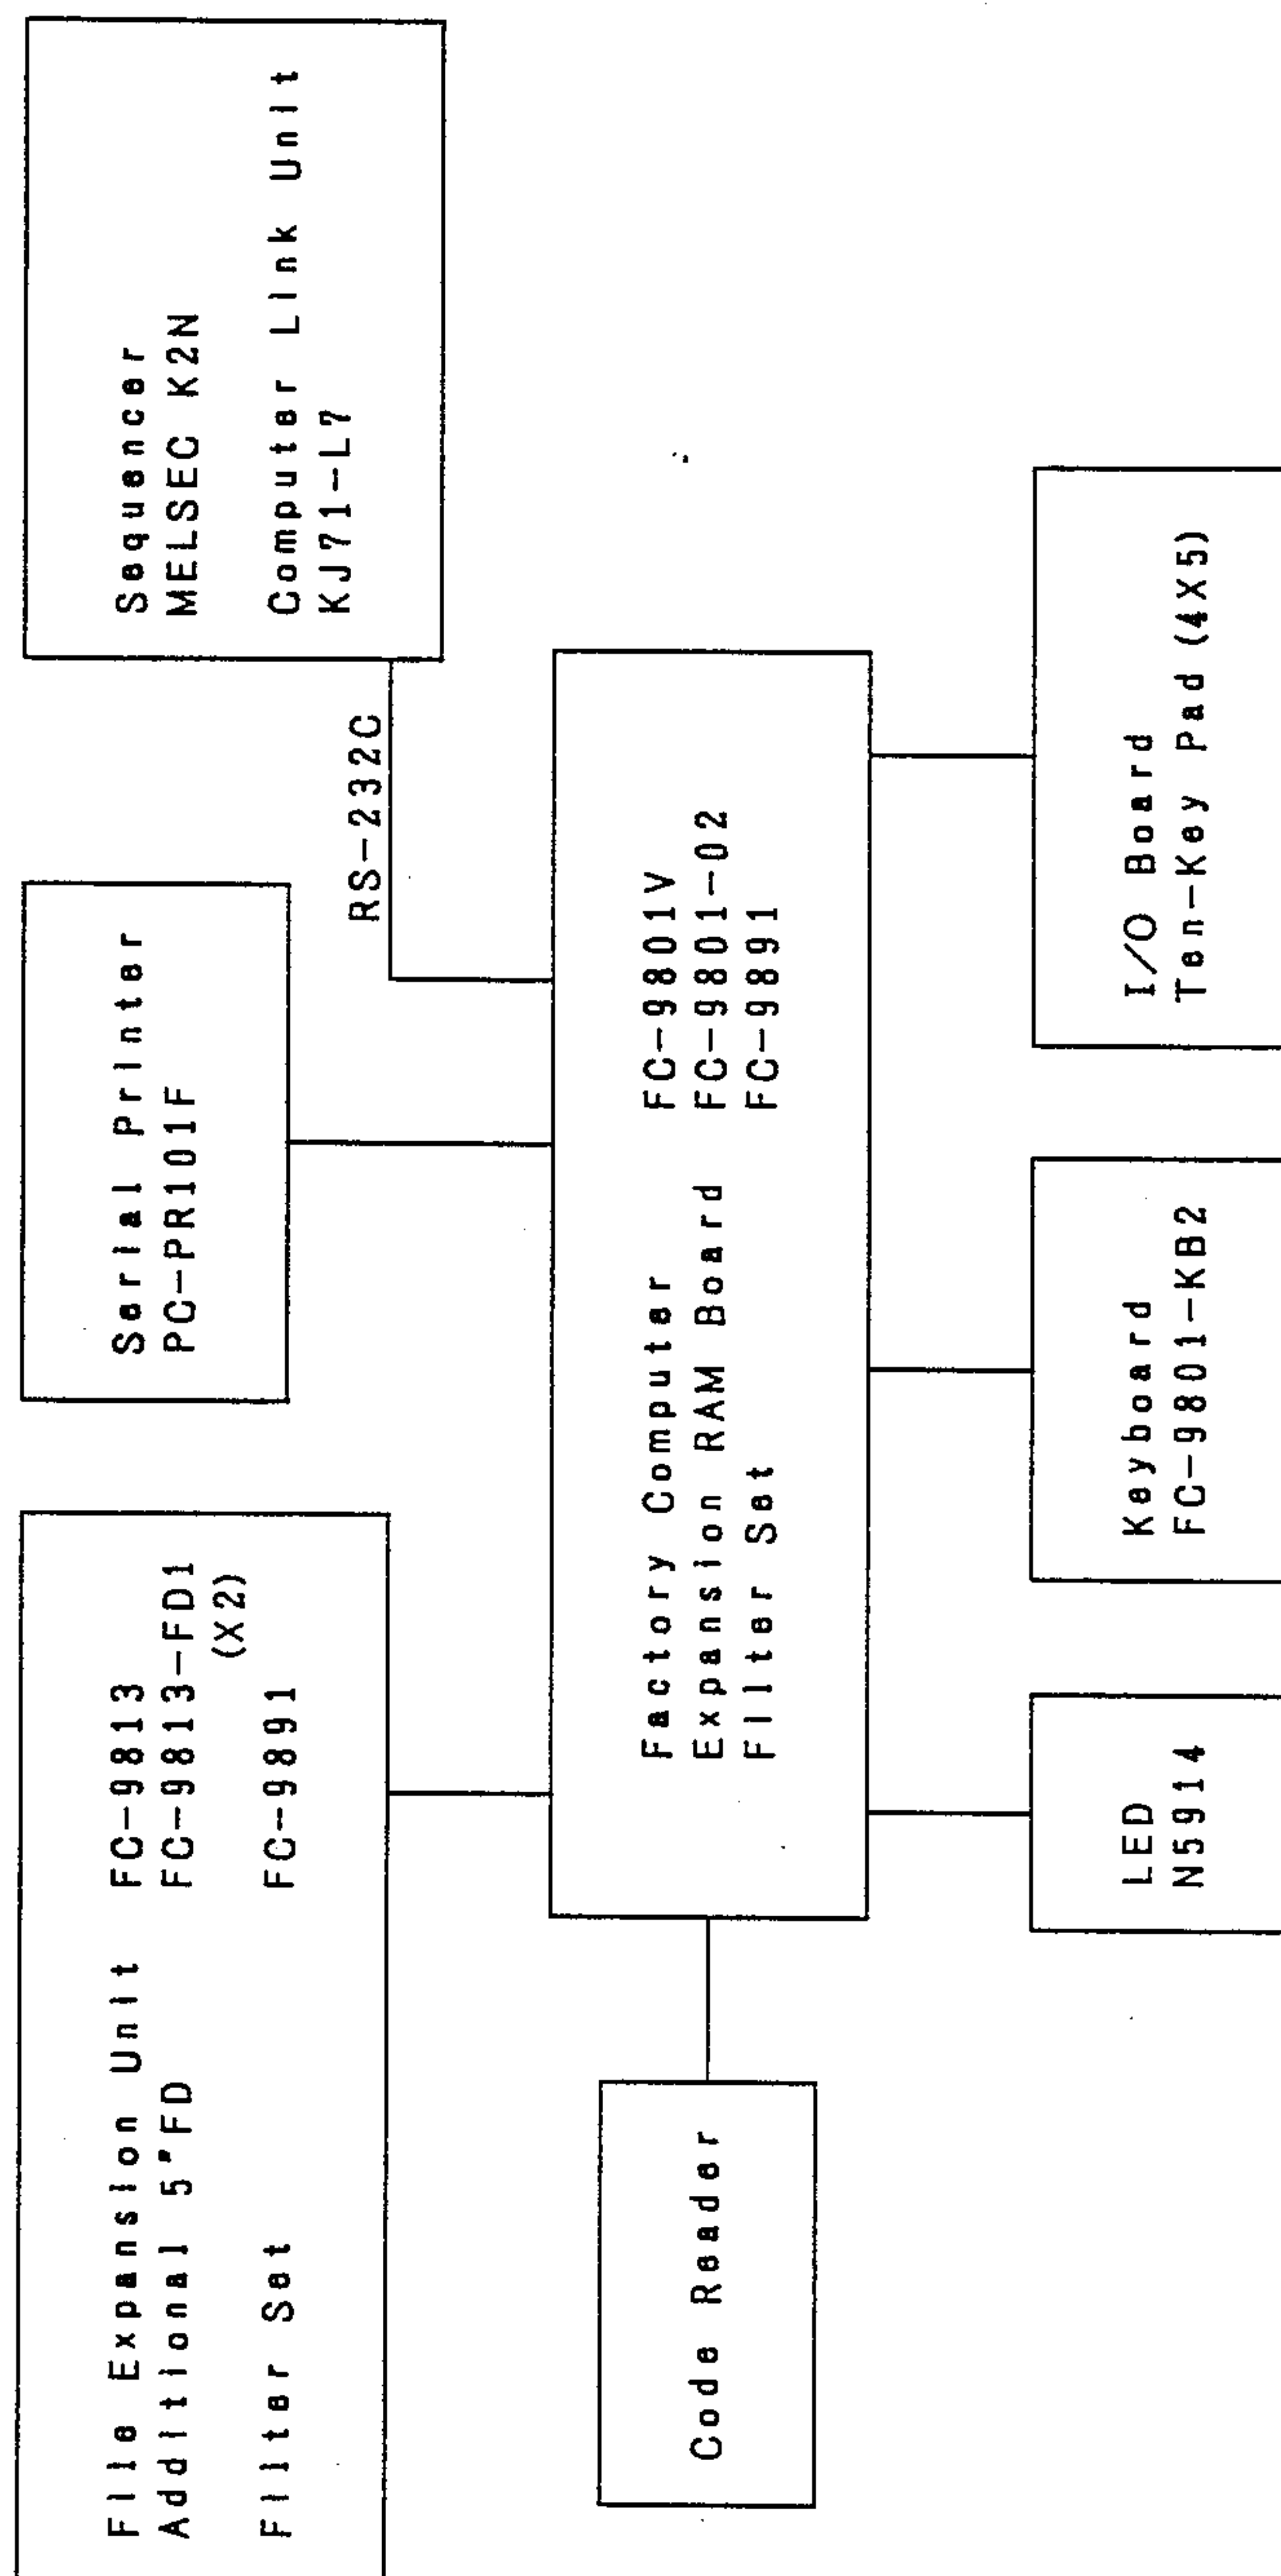 File Expansion Unit FC-9813
Additional 5"FD FC-9813-FD1
(X2)
Filter Set FC-9891
Serial Printer
PC-PR101F
Sequencer
MELSEC K2N
Computer Link Unit
KJ71-L7
RS-232C
Factory Computer FC-9801V
Expansion RAM Board FC-9801-02
Filter Set FC-9891
Code Reader
LED
N5914
Keyboard
FC-9801-KB2
I/O Board
Ten-Key Pad (4X5)